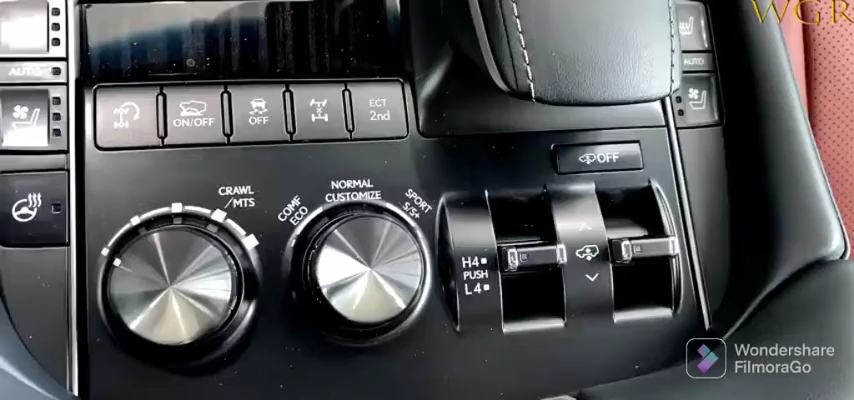 WGR
AUTO
AUTO
ON/OFF
OFF
ECT
2nd
OFF
CRAWL
/MTS
NORMAL
CUSTOMIZE
COMF
ECO
SPORT
S/S+
H4
PUSH
L4
Wondershare
FilmoraGo